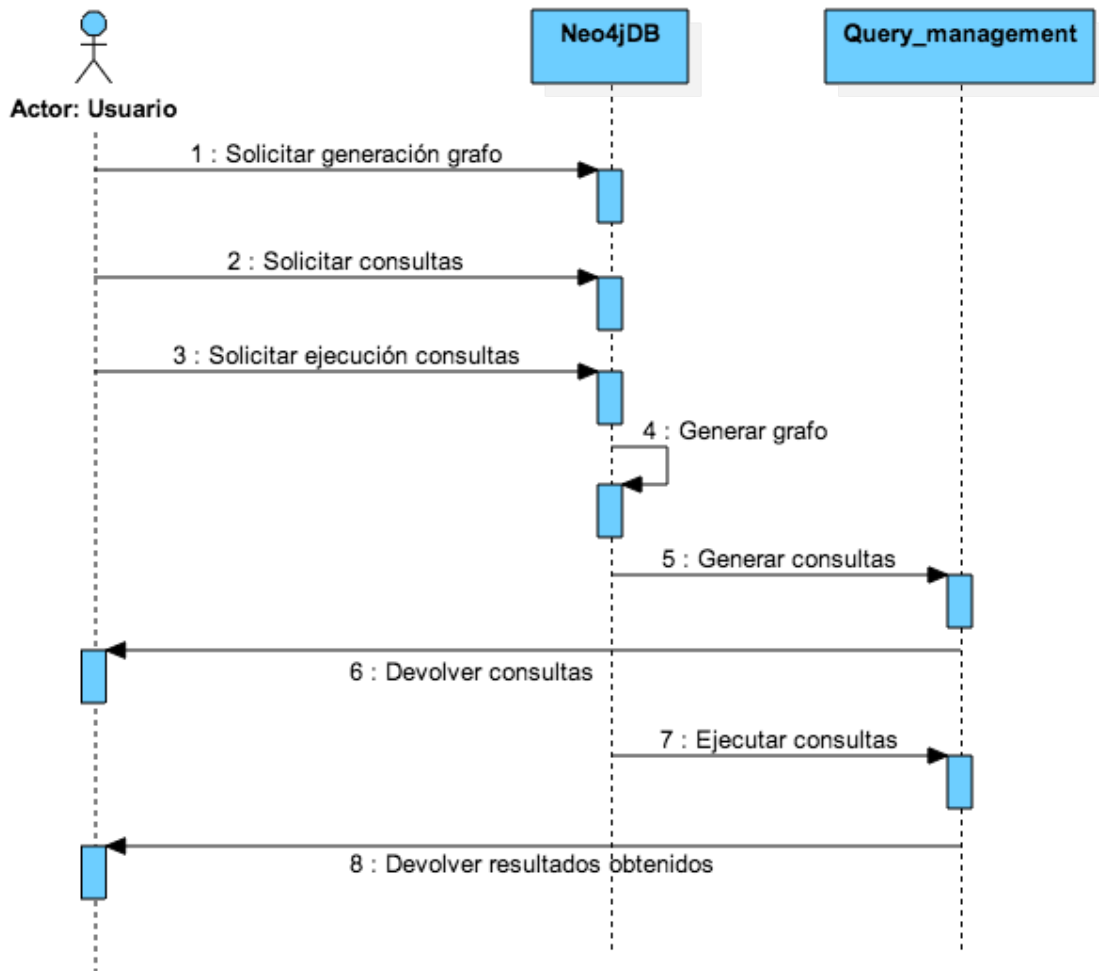 Neo4jDB
Query_management
Actor: Usuario
1 : Solicitar generación grafo
2 : Solicitar consultas
3 : Solicitar ejecución consultas
4 : Generar grafo
5 : Generar consultas
6 : Devolver consultas
7 : Ejecutar consultas
8 : Devolver resultados obtenidos